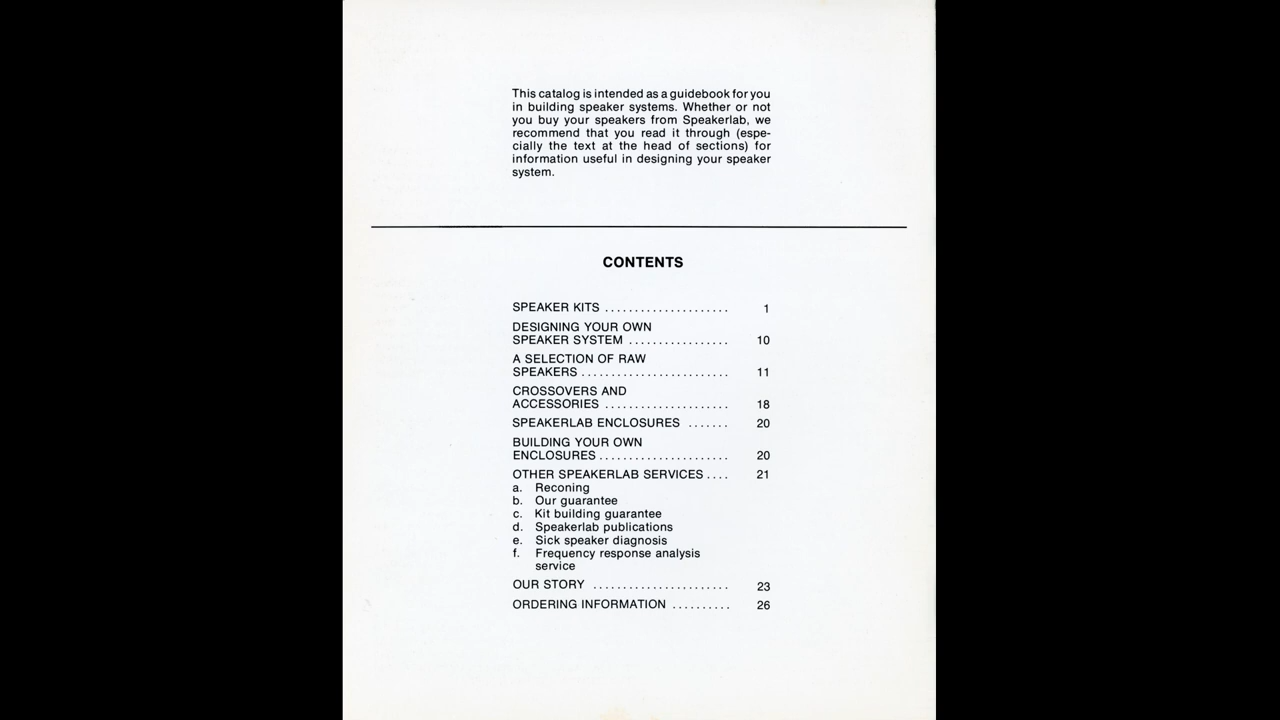 This catalog is intended as a guidebook for you
in building speaker systems. Whether or not
you buy your speakers from Speakerlab, we
recommend that you read it through (espe-
cially the text at the head of sections) for
information useful in designing your speaker
system.
CONTENTS
SPEAKER KITS ..................... 1
DESIGNING YOUR OWN
SPEAKER SYSTEM ................. 10
A SELECTION OF RAW
SPEAKERS ......................... 11
CROSSOVERS AND
ACCESSORIES ..................... 18
SPEAKERLAB ENCLOSURES ....... 20
BUILDING YOUR OWN
ENCLOSURES ...................... 20
OTHER SPEAKERLAB SERVICES .... 21
a. Reconing
b. Our guarantee
c. Kit building guarantee
d. Speakerlab publications
e. Sick speaker diagnosis
f. Frequency response analysis
service
OUR STORY ....................... 23
ORDERING INFORMATION .......... 26